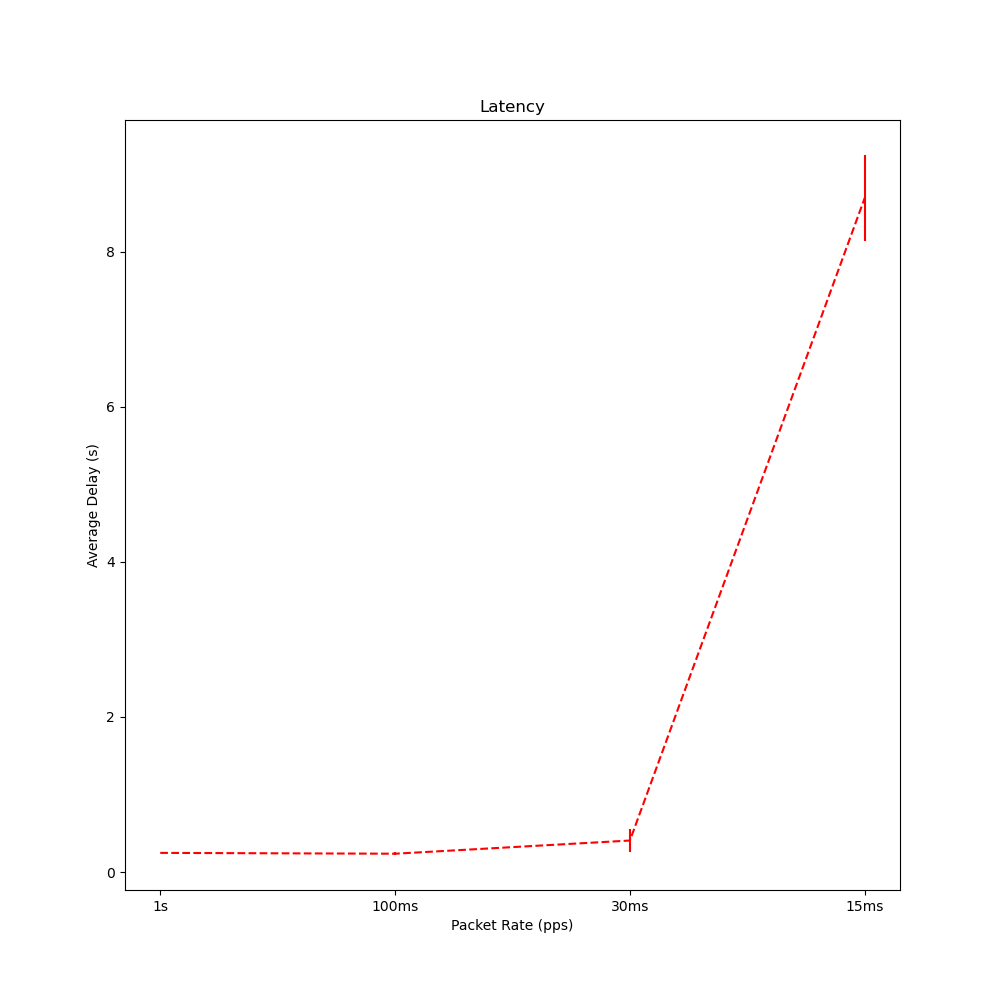 Latency
8
6
4
2
0
Average Delay (s)
1s 100ms 30ms 15ms
Packet Rate (pps)